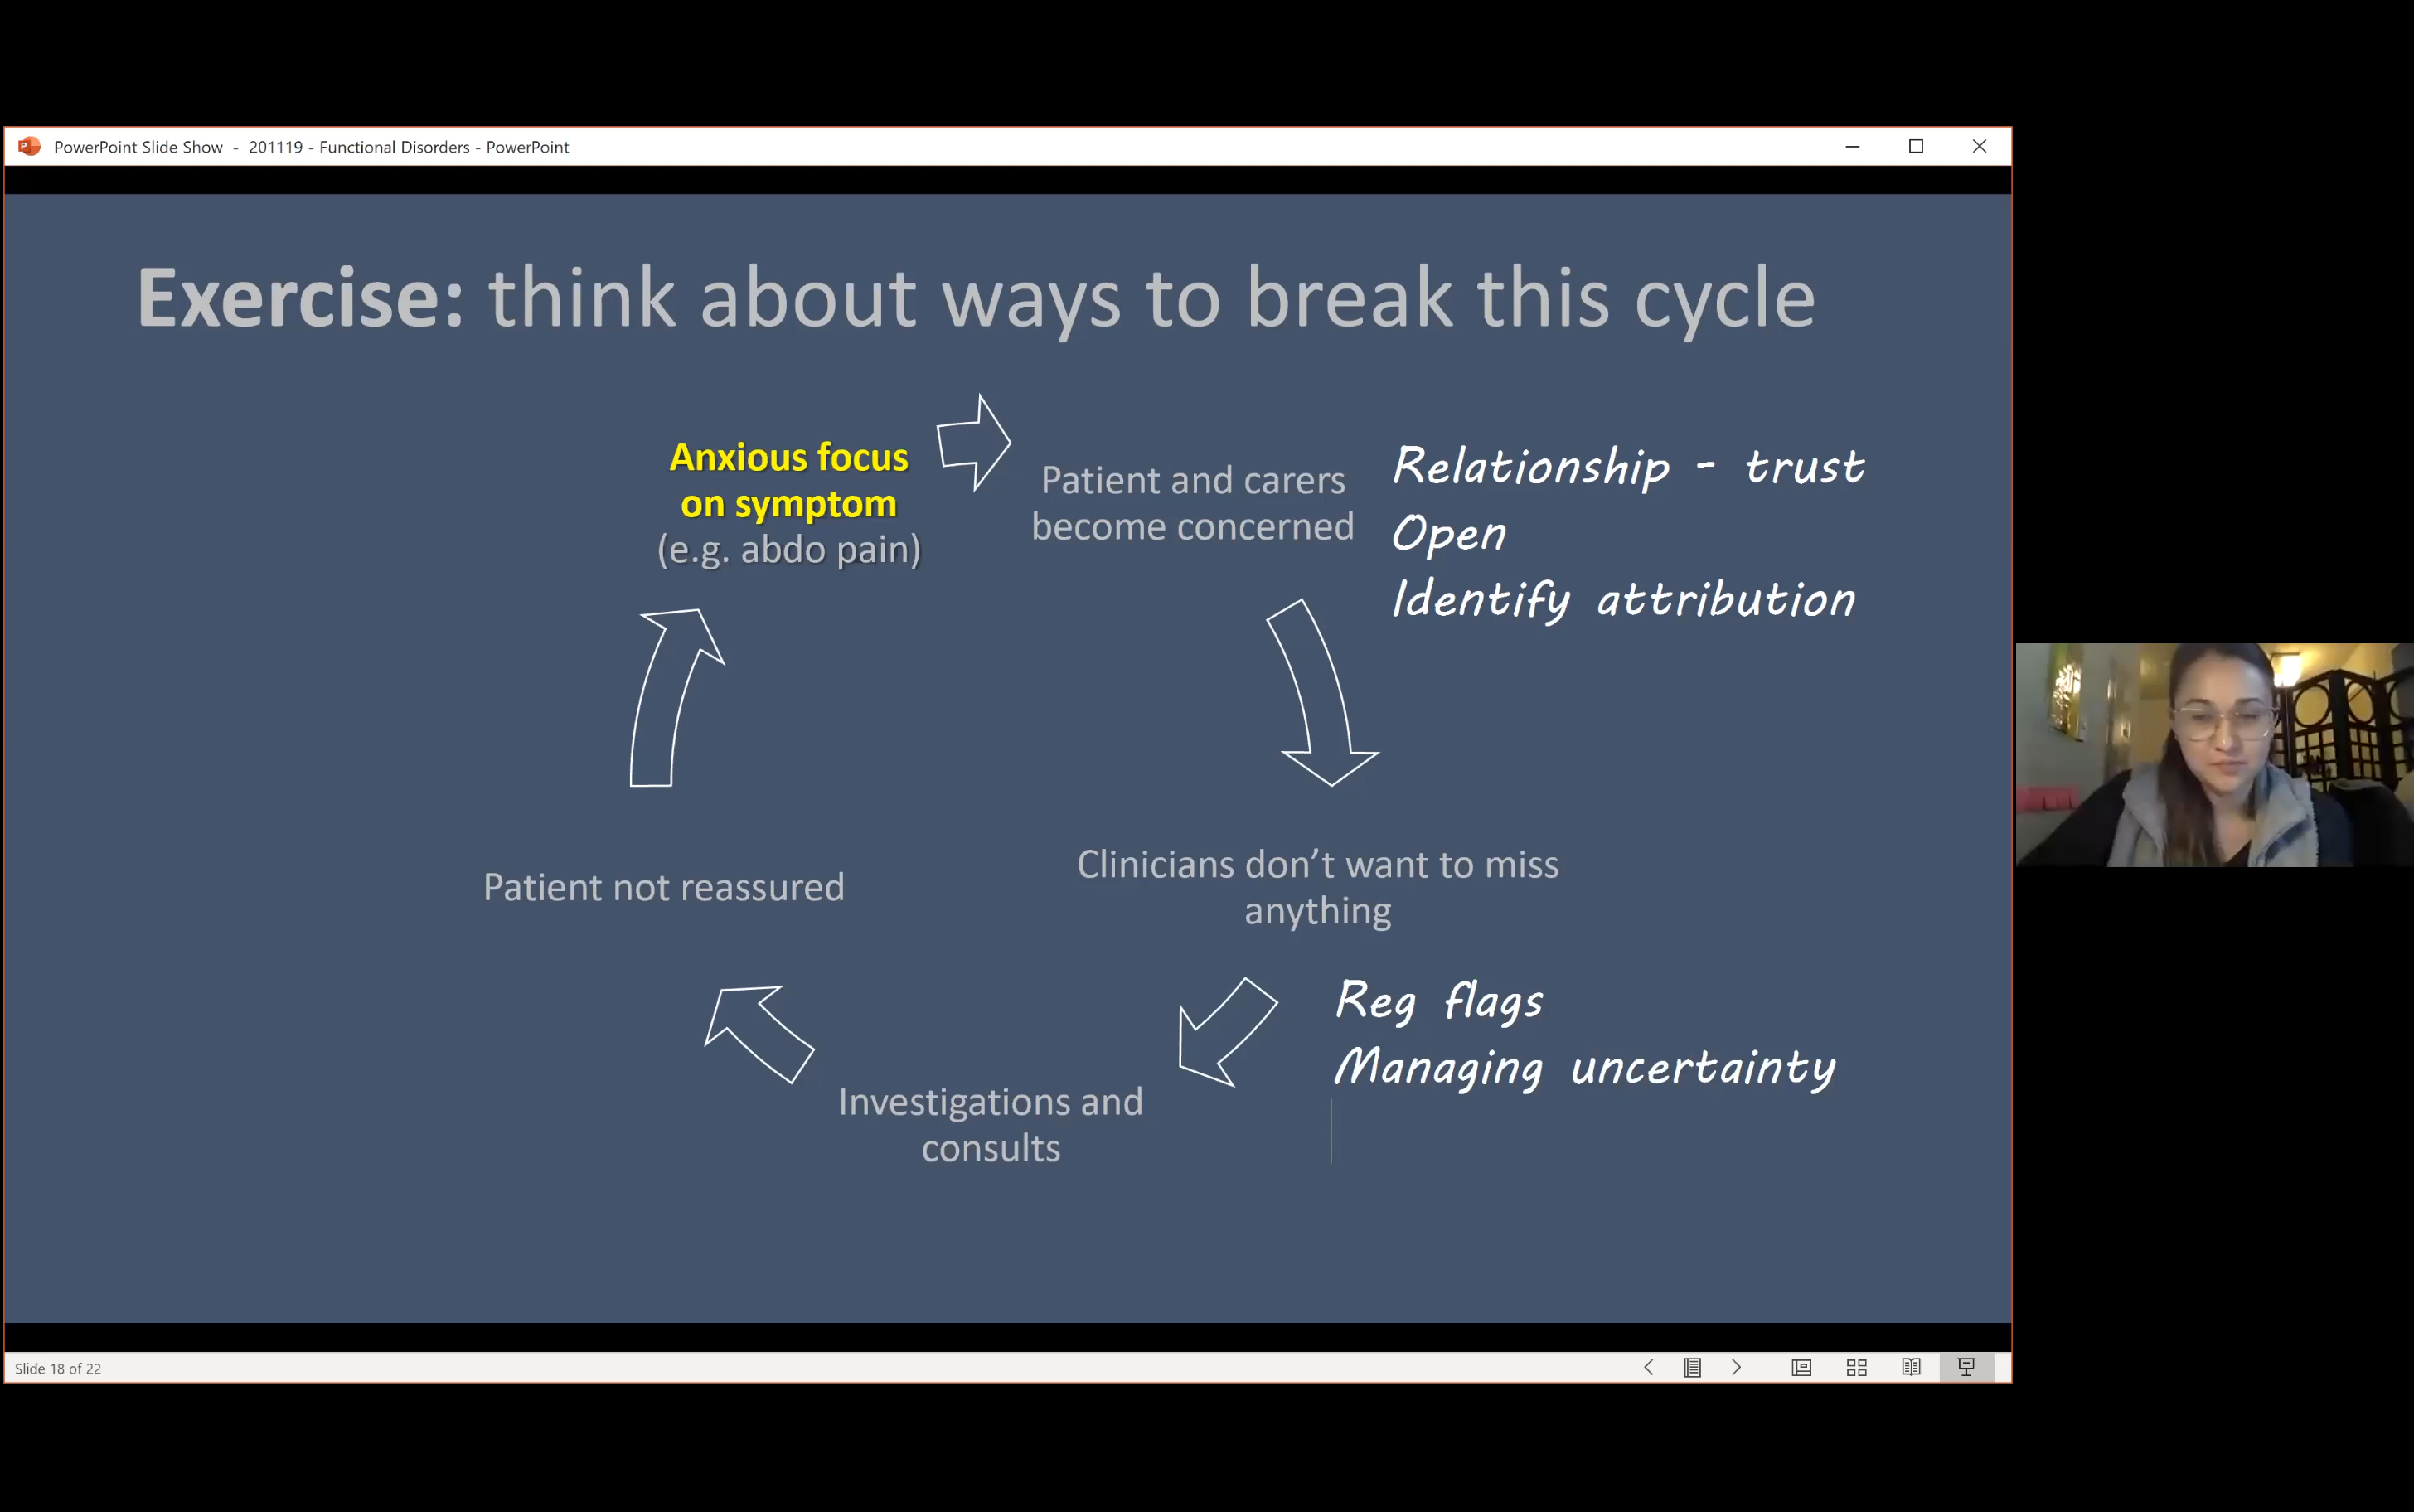 PowerPoint Slide Show - 201119 - Functional Disorders - PowerPoint
Exercise: think about ways to break this cycle
Anxious focus
on symptom
(e.g. abdo pain)
Patient and carers
become concerned
Relationship - trust
Open
Identify attribution
Clinicians don’t want to miss
anything
Reg flags
Managing uncertainty
Investigations and
consults
Patient not reassured
Slide 18 of 22